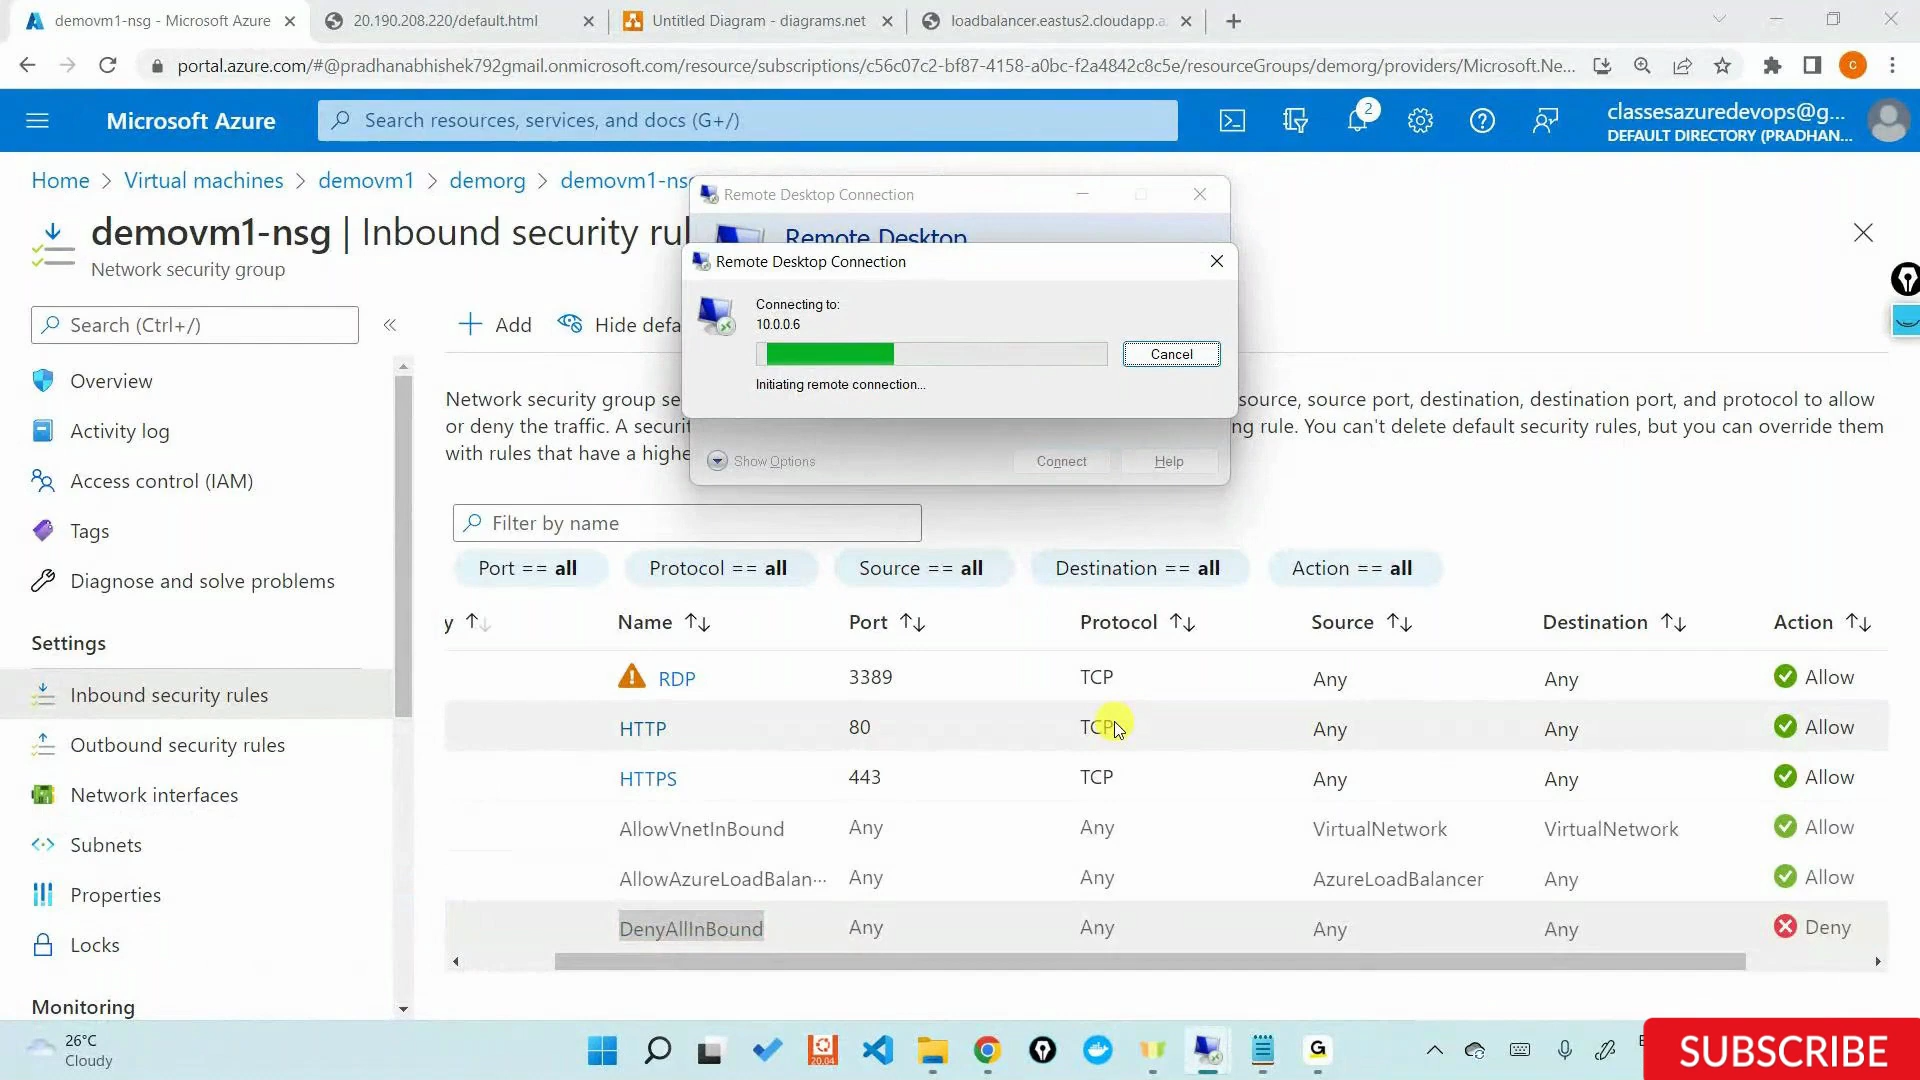 demovm1-nsg - Microsoft Azure
20.190.208.220/default.html
Untitled Diagram - diagrams.net
loadbalancer.eastus2.cloudapp.a
portal.azure.com/#@pradhanabhishek792gmail.onmicrosoft.com/resource/subscriptions/c56c07c2-bf87-4158-a0bc-f2a4842c8c5e/resourceGroups/demorg/providers/Microsoft.Ne...
c
Microsoft Azure
Search resources, services, and docs (G+/)
2
classesazuredevops@g...
DEFAULT DIRECTORY (PRADHAN...
Home > Virtual machines > demovm1 > demorg > demovm1-nsg
demovm1-nsg | Inbound security rul
Network security group
Remote Desktop Connection
Remote Desktop
Remote Desktop Connection
Connecting to:
10.0.0.6
Cancel
Initiating remote connection...
Show Options
Connect
Help
Search (Ctrl+/)
Add
Hide defa
Network security group se
source, source port, destination, destination port, and protocol to allow
or deny the traffic. A securit
ng rule. You can't delete default security rules, but you can override them
with rules that have a highe
Overview
Activity log
Access control (IAM)
Tags
Diagnose and solve problems
Settings
Inbound security rules
Outbound security rules
Network interfaces
Subnets
Properties
Locks
Monitoring
Filter by name
Port == all
Protocol == all
Source == all
Destination == all
Action == all
y Name Port Protocol Source Destination Action
RDP 3389 TCP Any Any Allow
HTTP 80 TCP Any Any Allow
HTTPS 443 TCP Any Any Allow
AllowVnetInBound Any Any VirtualNetwork VirtualNetwork Allow
AllowAzureLoadBalan... Any Any AzureLoadBalancer Any Allow
DenyAllInBound Any Any Any Any Deny
26°C
Cloudy
20.04
G
SUBSCRIBE